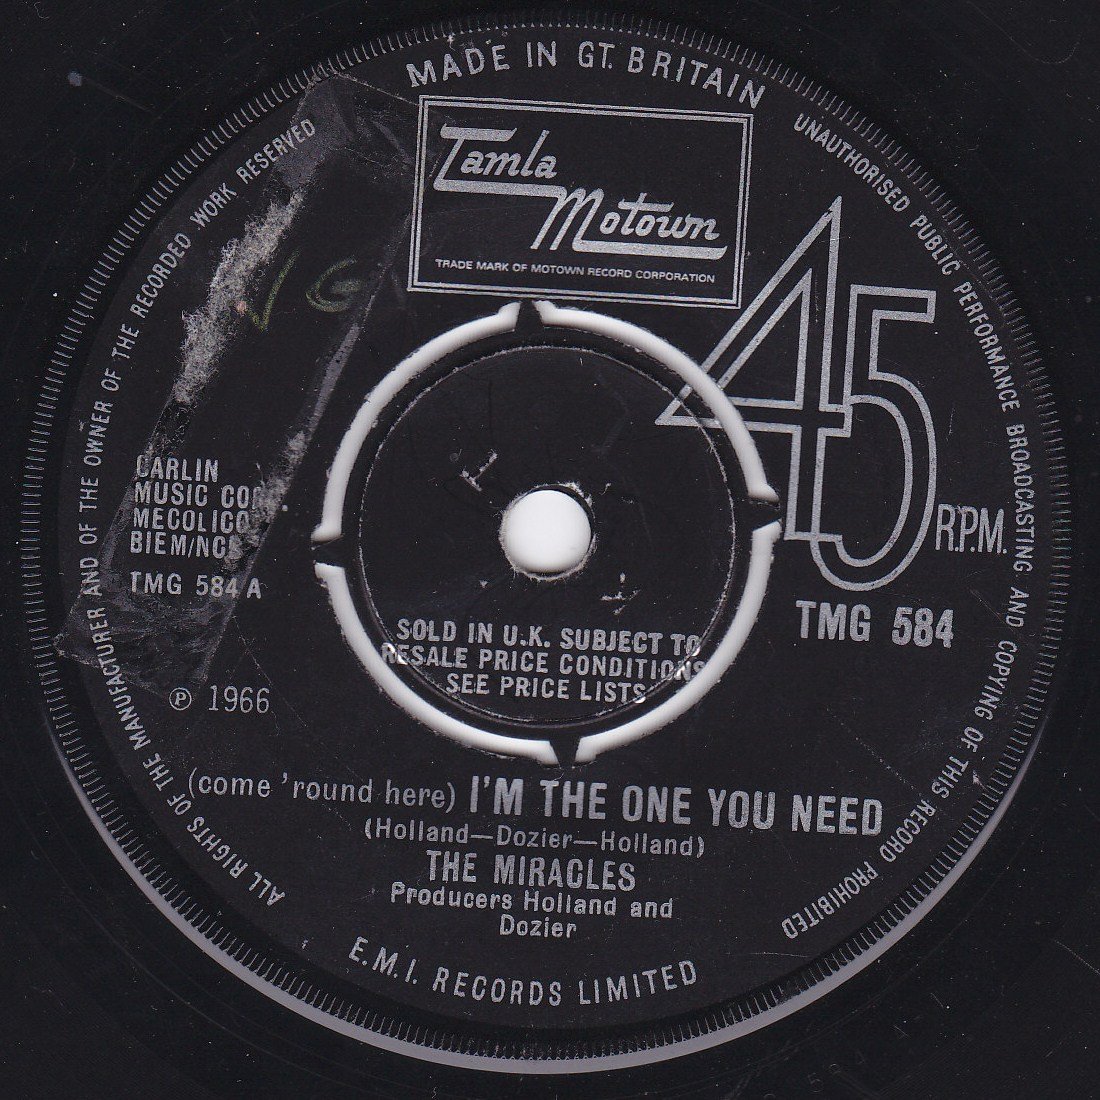 MADE IN GT. BRITAIN
Tamla
Motown
TRADE MARK OF MOTOWN RECORD CORPORATION
UNAUTHORISED PUBLIC PERFORMANCE BROADCASTING AND COPYING OF THIS RECORD PROHIBITED
ALL RIGHTS OF THE MANUFACTURER AND OF THE OWNER OF THE RECORDED WORK RESERVED
45
R.P.M.
TMG 584
VG
CARLIN
MUSIC
MECOLICO
BIEM/NCB
TMG 584 A
℗ 1966
SOLD IN U.K. SUBJECT TO
RESALE PRICE CONDITIONS
SEE PRICE LISTS
(come 'round here) I'M THE ONE YOU NEED
(Holland—Dozier—Holland)
THE MIRACLES
Producers Holland and
Dozier
E.M.I. RECORDS LIMITED